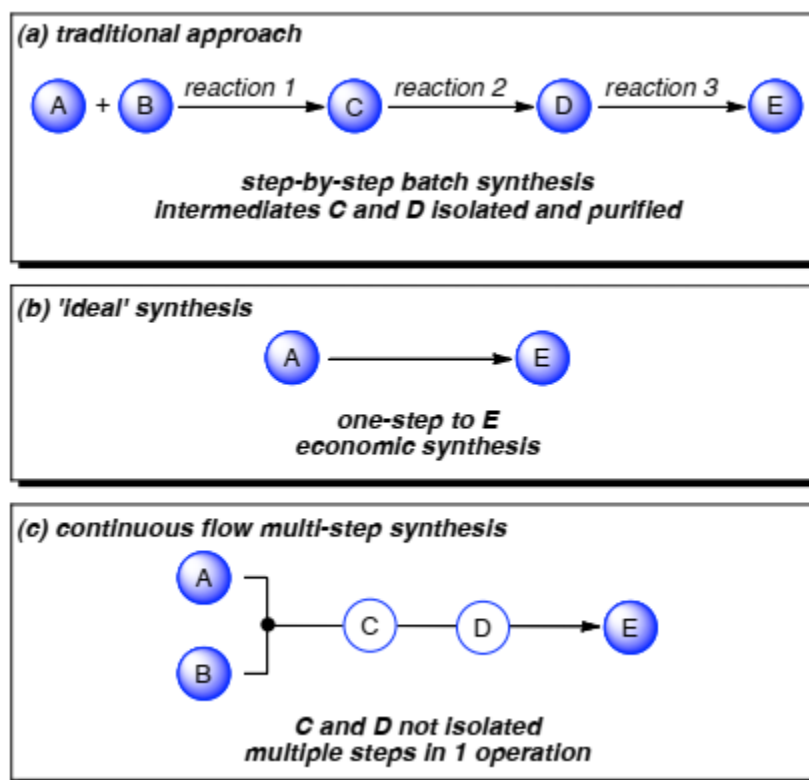 (a) traditional approach
A + B reaction 1 C reaction 2 D reaction 3 E
step-by-step batch synthesis
intermediates C and D isolated and purified
(b) 'ideal' synthesis
A E
one-step to E
economic synthesis
(c) continuous flow multi-step synthesis
A
C D E
B
C and D not isolated
multiple steps in 1 operation